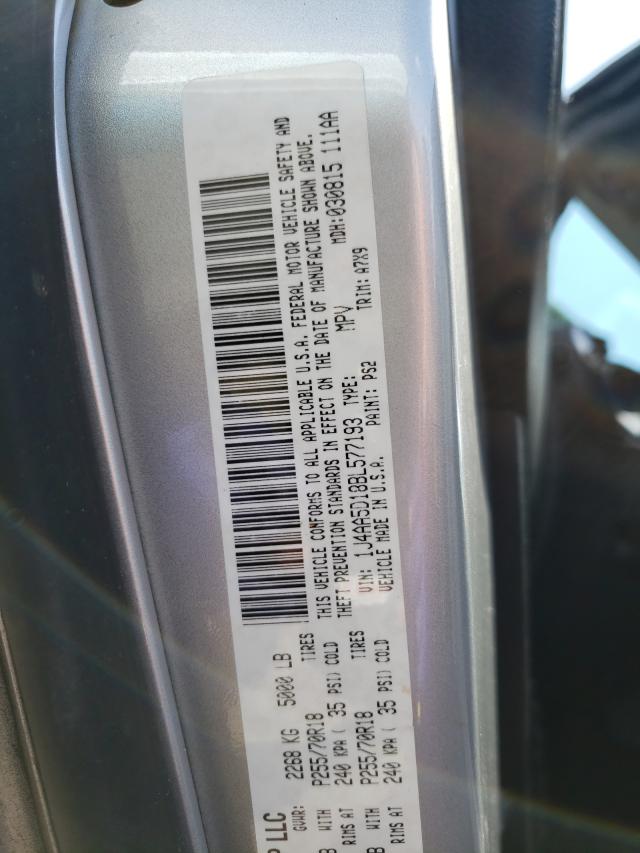 P LLC
GVWR: 2268 KG 5000 LB
B WITH P255/70R18 TIRES
RIMS AT 240 KPA ( 35 PSI) COLD
B WITH P255/70R18 TIRES
RIMS AT 240 KPA ( 35 PSI) COLD
THIS VEHICLE CONFORMS TO ALL APPLICABLE U.S.A. FEDERAL MOTOR VEHICLE SAFETY AND
THEFT PREVENTION STANDARDS IN EFFECT ON THE DATE OF MANUFACTURE SHOWN ABOVE.
VIN: 1J4AA5D18BL577193 TYPE: MPV MDH:030815 111AA
VEHICLE MADE IN U.S.A. PAINT: PS2 TRIM: A7X9